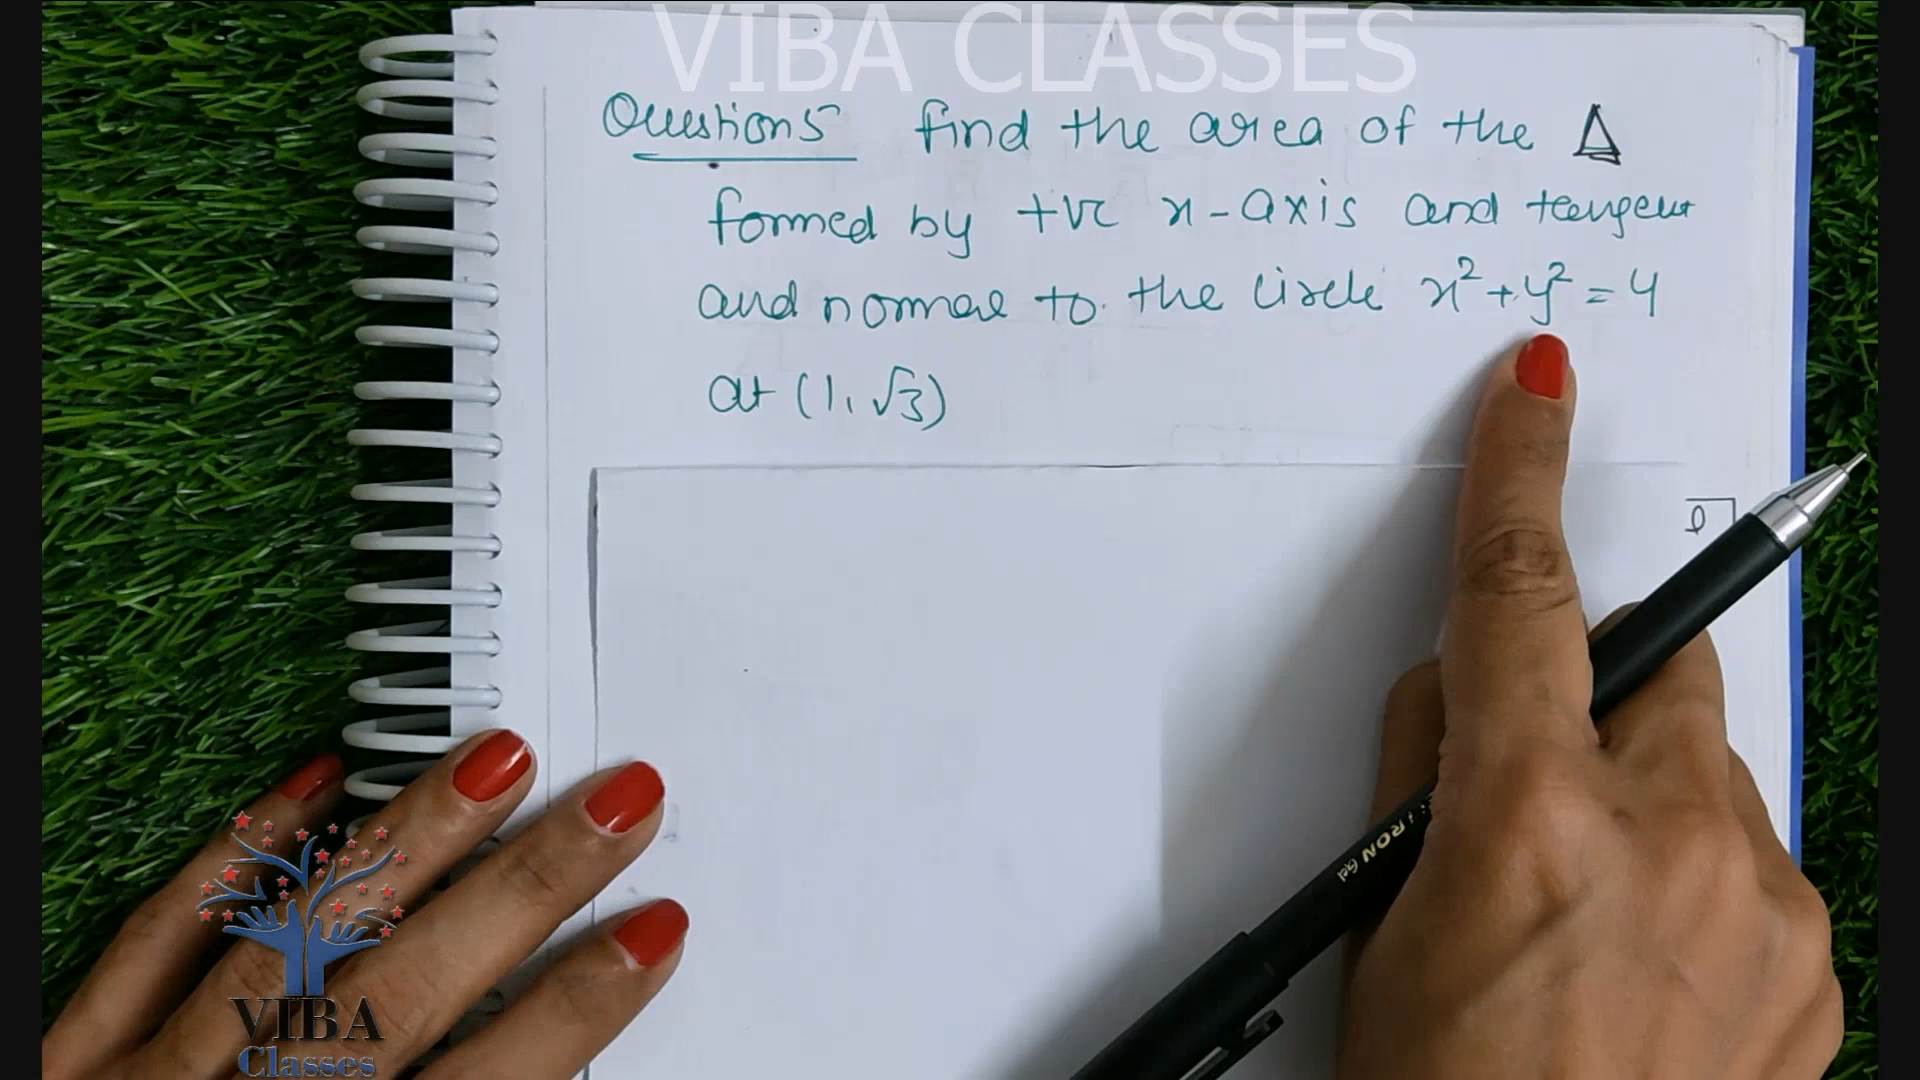 VIBA CLASSES
Question5 find the area of the Δ
formed by +ve x-axis and tangent
and normal to the circle x²+y²=4
at (1,√3)
VIBA
Classes